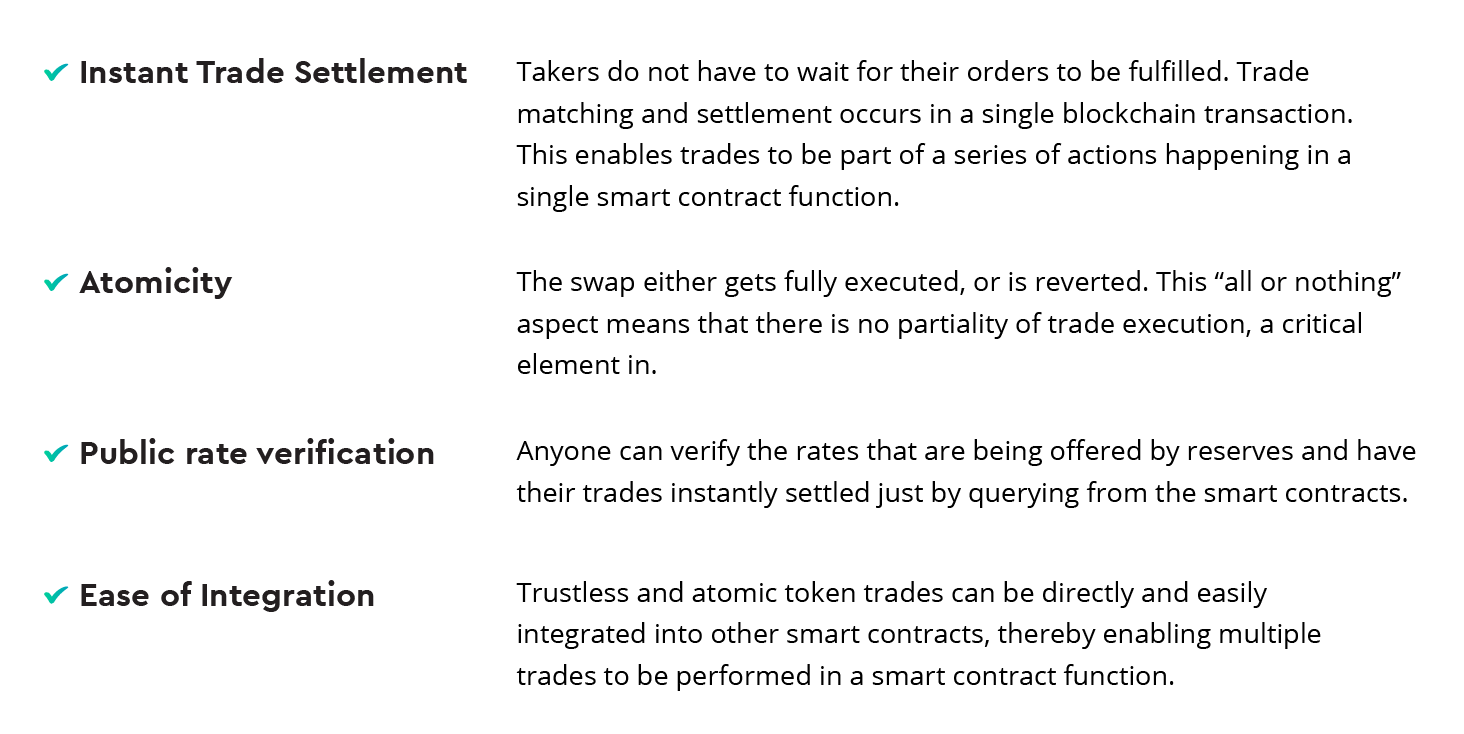 Instant Trade Settlement
Takers do not have to wait for their orders to be fulfilled. Trade
matching and settlement occurs in a single blockchain transaction.
This enables trades to be part of a series of actions happening in a
single smart contract function.
Atomicity
The swap either gets fully executed, or is reverted. This “all or nothing”
aspect means that there is no partiality of trade execution, a critical
element in.
Public rate verification
Anyone can verify the rates that are being offered by reserves and have
their trades instantly settled just by querying from the smart contracts.
Ease of Integration
Trustless and atomic token trades can be directly and easily
integrated into other smart contracts, thereby enabling multiple
trades to be performed in a smart contract function.